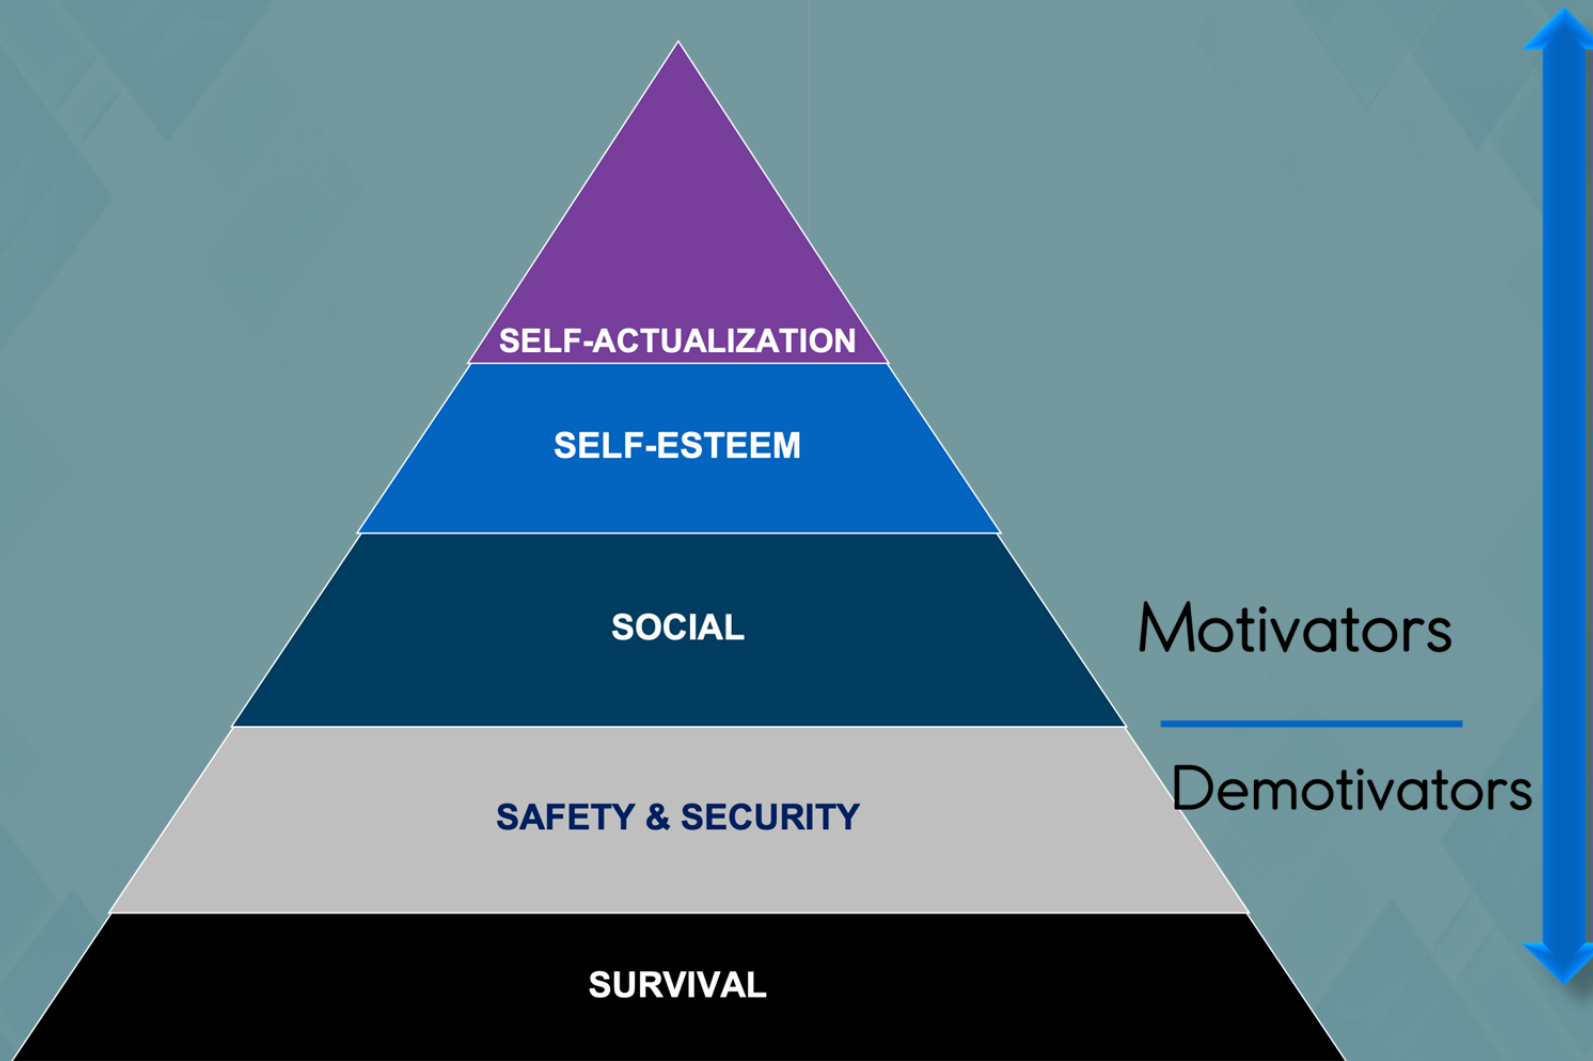 SELF-ACTUALIZATION
SELF-ESTEEM
SOCIAL
Motivators
Demotivators
SAFETY & SECURITY
SURVIVAL